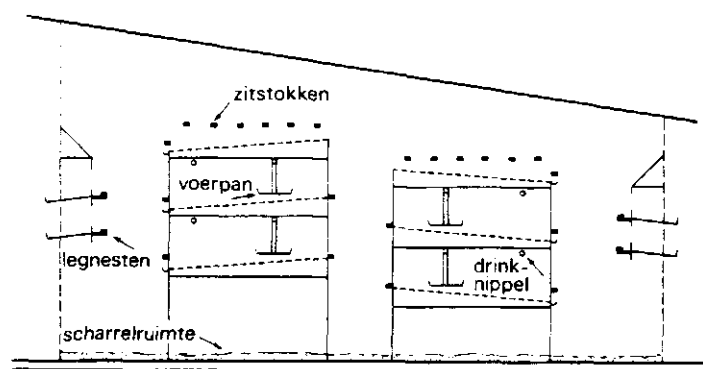 zitstokken
voerpan
legnesten
drink-
nippel
scharrelruimte